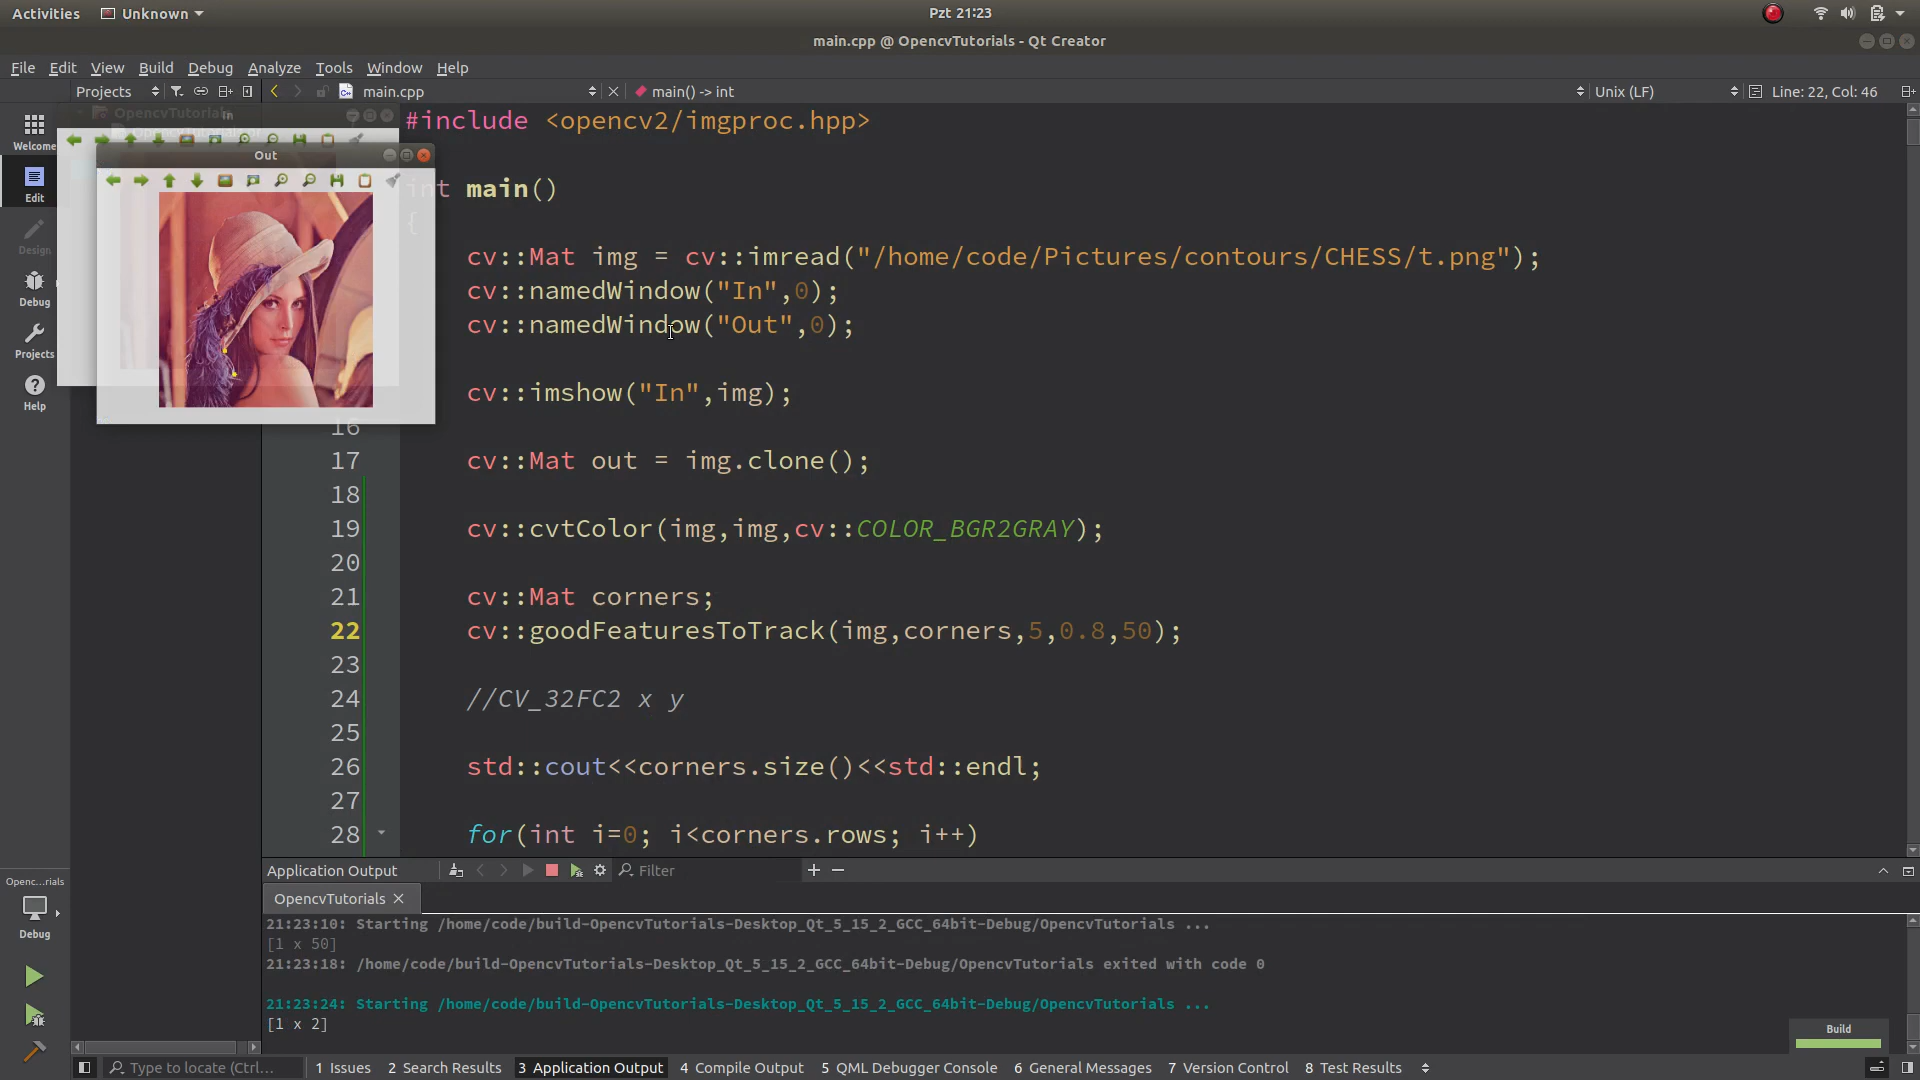 Activities Unknown Pzt 21:23
main.cpp @ OpencvTutorials - Qt Creator
File Edit View Build Debug Analyze Tools Window Help
Projects main.cpp main() -> int Unix (LF) Line: 22, Col: 46
OpencvTutorials
In
Out
Welcome
Edit
Design
Debug
Projects
Help
#include <opencv2/imgproc.hpp>
int main()
{
cv::Mat img = cv::imread("/home/code/Pictures/contours/CHESS/t.png");
cv::namedWindow("In",0);
cv::namedWindow("Out",0);
cv::imshow("In",img);
16
17 cv::Mat out = img.clone();
18
19 cv::cvtColor(img,img,cv::COLOR_BGR2GRAY);
20
21 cv::Mat corners;
22 cv::goodFeaturesToTrack(img,corners,5,0.8,50);
23
24 //CV_32FC2 x y
25
26 std::cout<<corners.size()<<std::endl;
27
28 for(int i=0; i<corners.rows; i++)
Application Output Filter
Openc...rials
Debug
OpencvTutorials
21:23:10: Starting /home/code/build-OpencvTutorials-Desktop_Qt_5_15_2_GCC_64bit-Debug/OpencvTutorials ...
[1 x 50]
21:23:18: /home/code/build-OpencvTutorials-Desktop_Qt_5_15_2_GCC_64bit-Debug/OpencvTutorials exited with code 0
21:23:24: Starting /home/code/build-OpencvTutorials-Desktop_Qt_5_15_2_GCC_64bit-Debug/OpencvTutorials ...
[1 x 2]
Build
Type to locate (Ctrl... 1 Issues 2 Search Results 3 Application Output 4 Compile Output 5 QML Debugger Console 6 General Messages 7 Version Control 8 Test Results